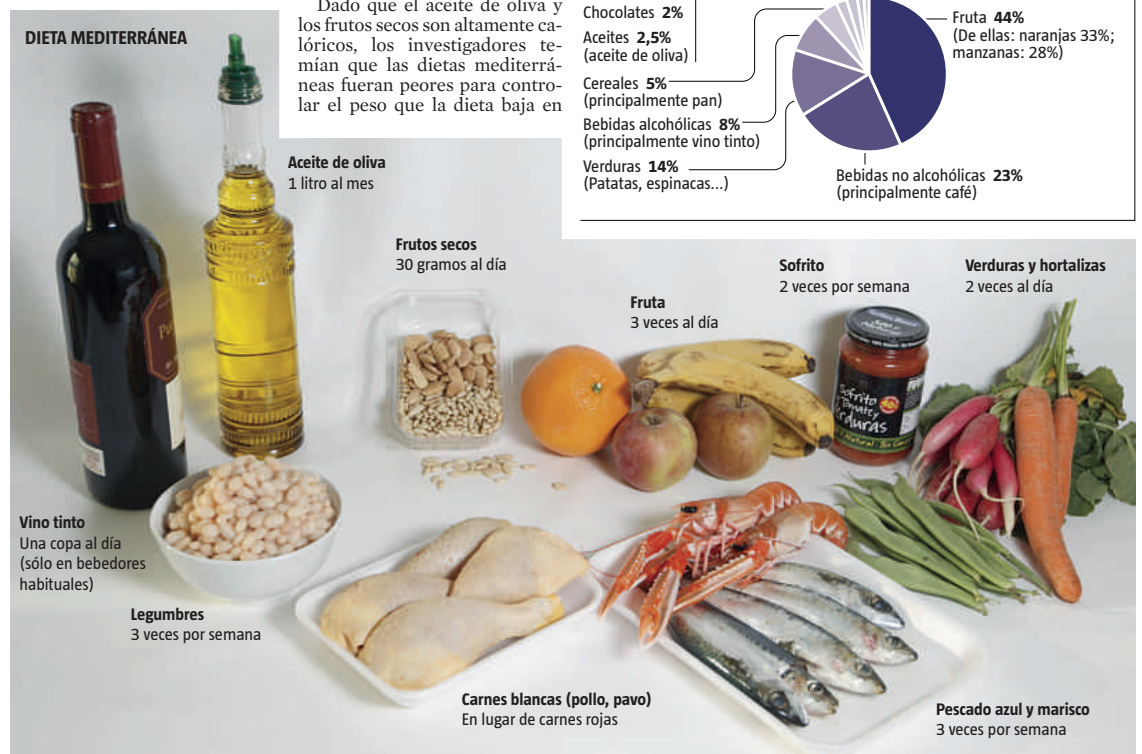 Dado que el aceite de oliva y
los frutos secos son altamente ca-
lóricos, los investigadores te-
mían que las dietas mediterrá-
neas fueran peores para contro-
lar el peso que la dieta baja en
Chocolates 2%
Aceites 2,5%
(aceite de oliva)
Cereales 5%
(principalmente pan)
Bebidas alcohólicas 8%
(principalmente vino tinto)
Verduras 14%
(Patatas, espinacas...)
Fruta 44%
(De ellas: naranjas 33%;
manzanas: 28%)
Bebidas no alcohólicas 23%
(principalmente café)
DIETA MEDITERRÁNEA
Aceite de oliva
1 litro al mes
Frutos secos
30 gramos al día
Fruta
3 veces al día
Sofrito
2 veces por semana
Verduras y hortalizas
2 veces al día
Sofrito
Tomate y
Verduras
Vino tinto
Una copa al día
(sólo en bebedores
habituales)
Legumbres
3 veces por semana
Carnes blancas (pollo, pavo)
En lugar de carnes rojas
Pescado azul y marisco
3 veces por semana